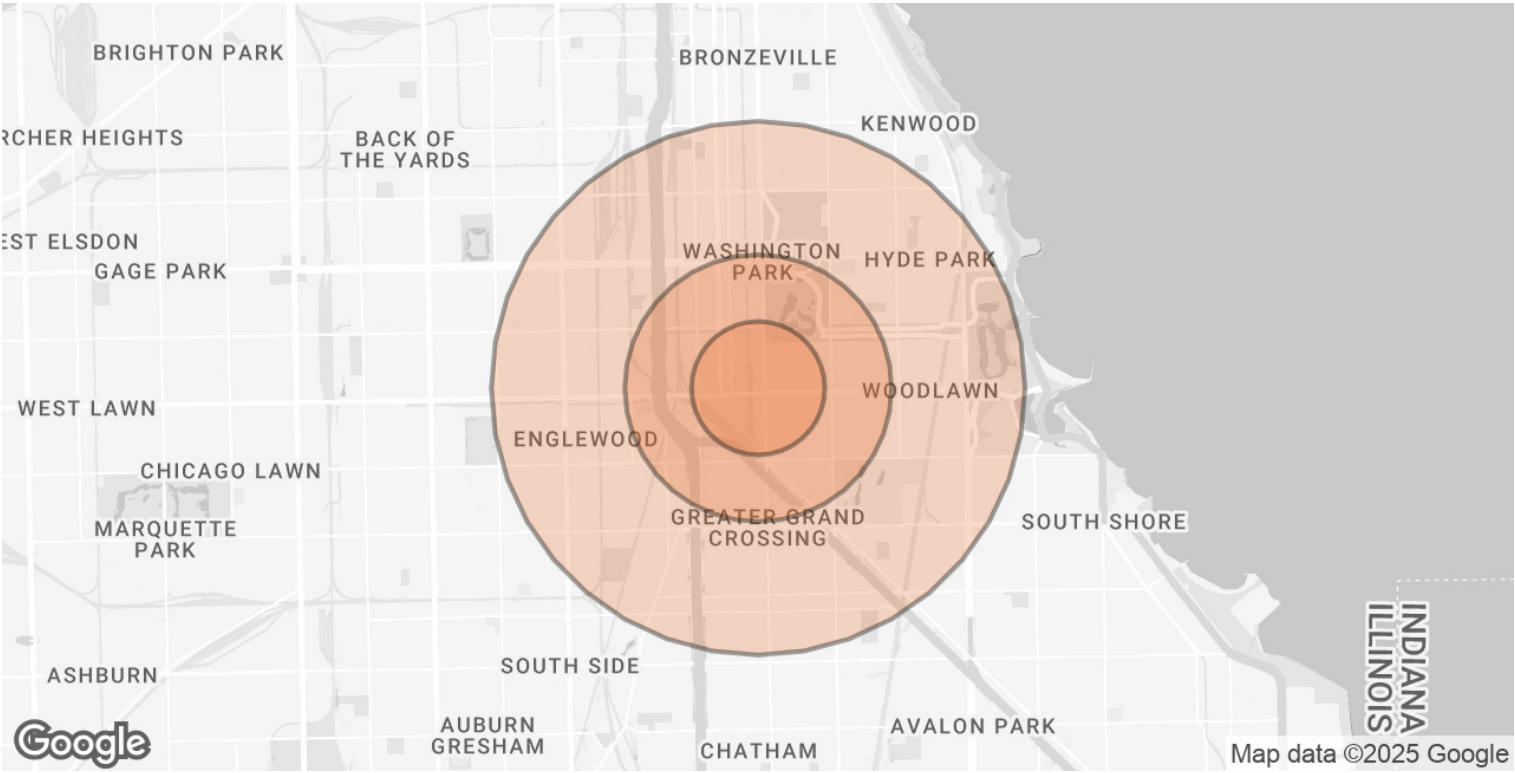 BRIGHTON PARK
BRONZEVILLE
KENWOOD
RCHER HEIGHTS
BACK OF
THE YARDS
EST ELSDON
GAGE PARK
WASHINGTON
PARK
HYDE PARK
WEST LAWN
WOODLAWN
ENGLEWOOD
CHICAGO LAWN
MARQUETTE
PARK
GREATER GRAND
CROSSING
SOUTH SHORE
SOUTH SIDE
ASHBURN
AUBURN
GRESHAM
AVALON PARK
CHATHAM
INDIANA
ILLINOIS
Google
Map data ©2025 Google